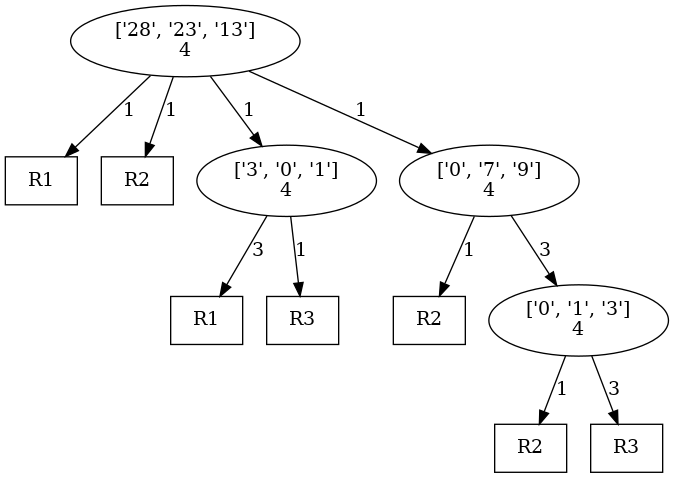 ['28', '23', '13']
4
1
1
1
1
R1
R2
['3', '0', '1']
4
['0', '7', '9']
4
3
1
1
3
R1
R3
R2
['0', '1', '3']
4
1
3
R2
R3